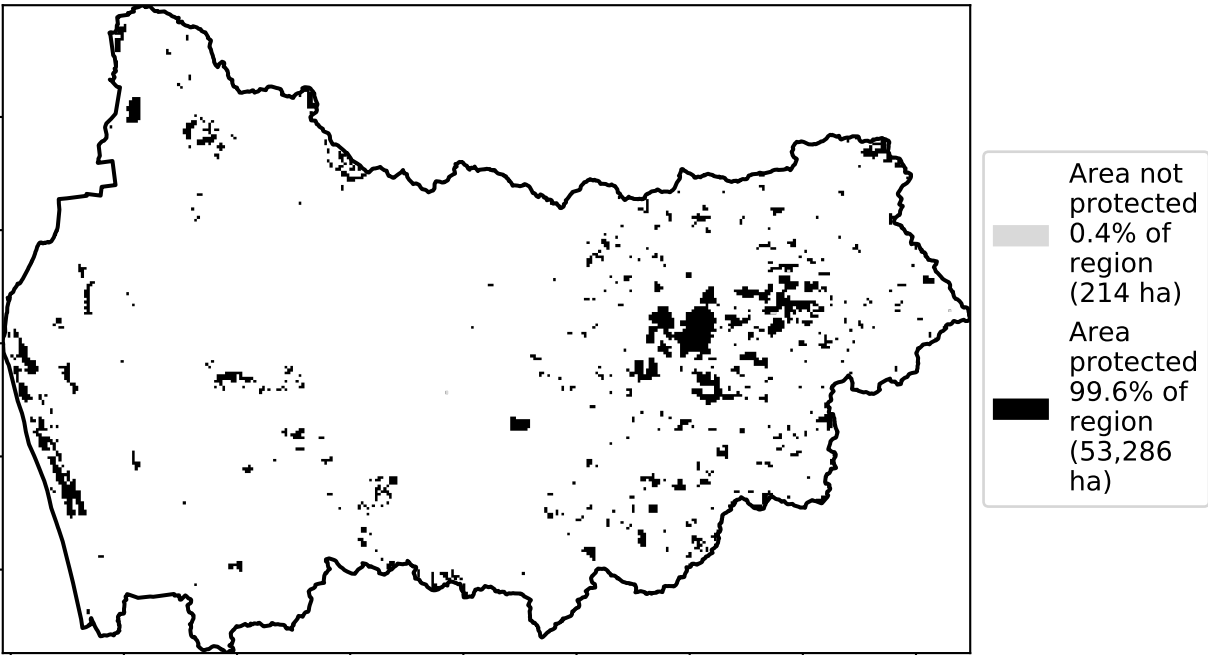 Area not
protected
0.4% of
region
(214 ha)
Area
protected
99.6% of
region
(53,286
ha)